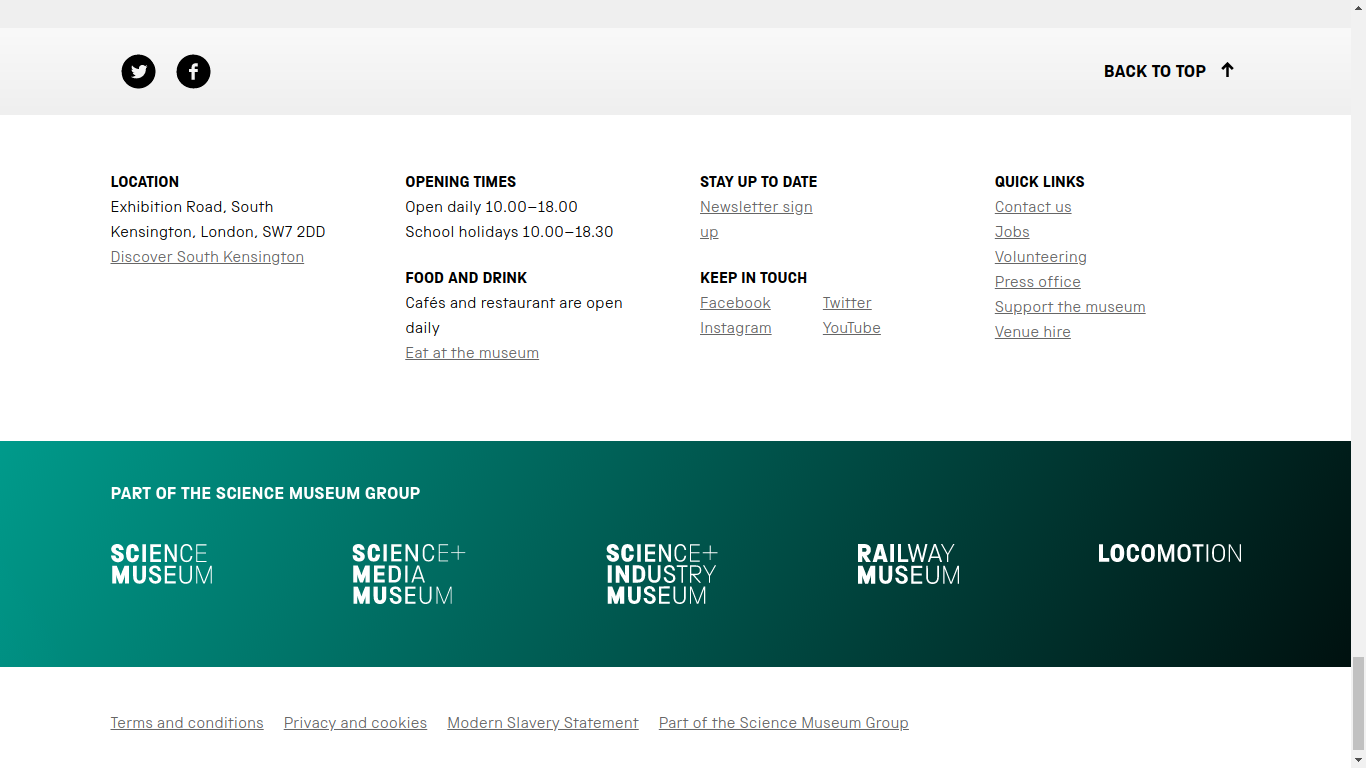 BACK TO TOP
LOCATION
Exhibition Road, South
Kensington, London, SW7 2DD
Discover South Kensington
OPENING TIMES
Open daily 10.00–18.00
School holidays 10.00–18.30
FOOD AND DRINK
Cafés and restaurant are open
daily
Eat at the museum
STAY UP TO DATE
Newsletter sign
up
KEEP IN TOUCH
Facebook Twitter
Instagram YouTube
QUICK LINKS
Contact us
Jobs
Volunteering
Press office
Support the museum
Venue hire
PART OF THE SCIENCE MUSEUM GROUP
SCIENCE
MUSEUM
SCIENCE+
MEDIA
MUSEUM
SCIENCE+
INDUSTRY
MUSEUM
RAILWAY
MUSEUM
LOCOMOTION
Terms and conditions Privacy and cookies Modern Slavery Statement Part of the Science Museum Group